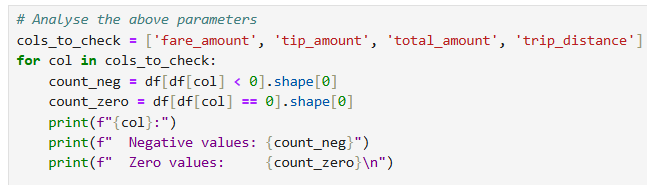 # Analyse the above parameters
cols_to_check = ['fare_amount', 'tip_amount', 'total_amount', 'trip_distance']
for col in cols_to_check:
    count_neg = df[df[col] < 0].shape[0]
    count_zero = df[df[col] == 0].shape[0]
    print(f"{col}:")
    print(f"  Negative values: {count_neg}")
    print(f"  Zero values:     {count_zero}\n")